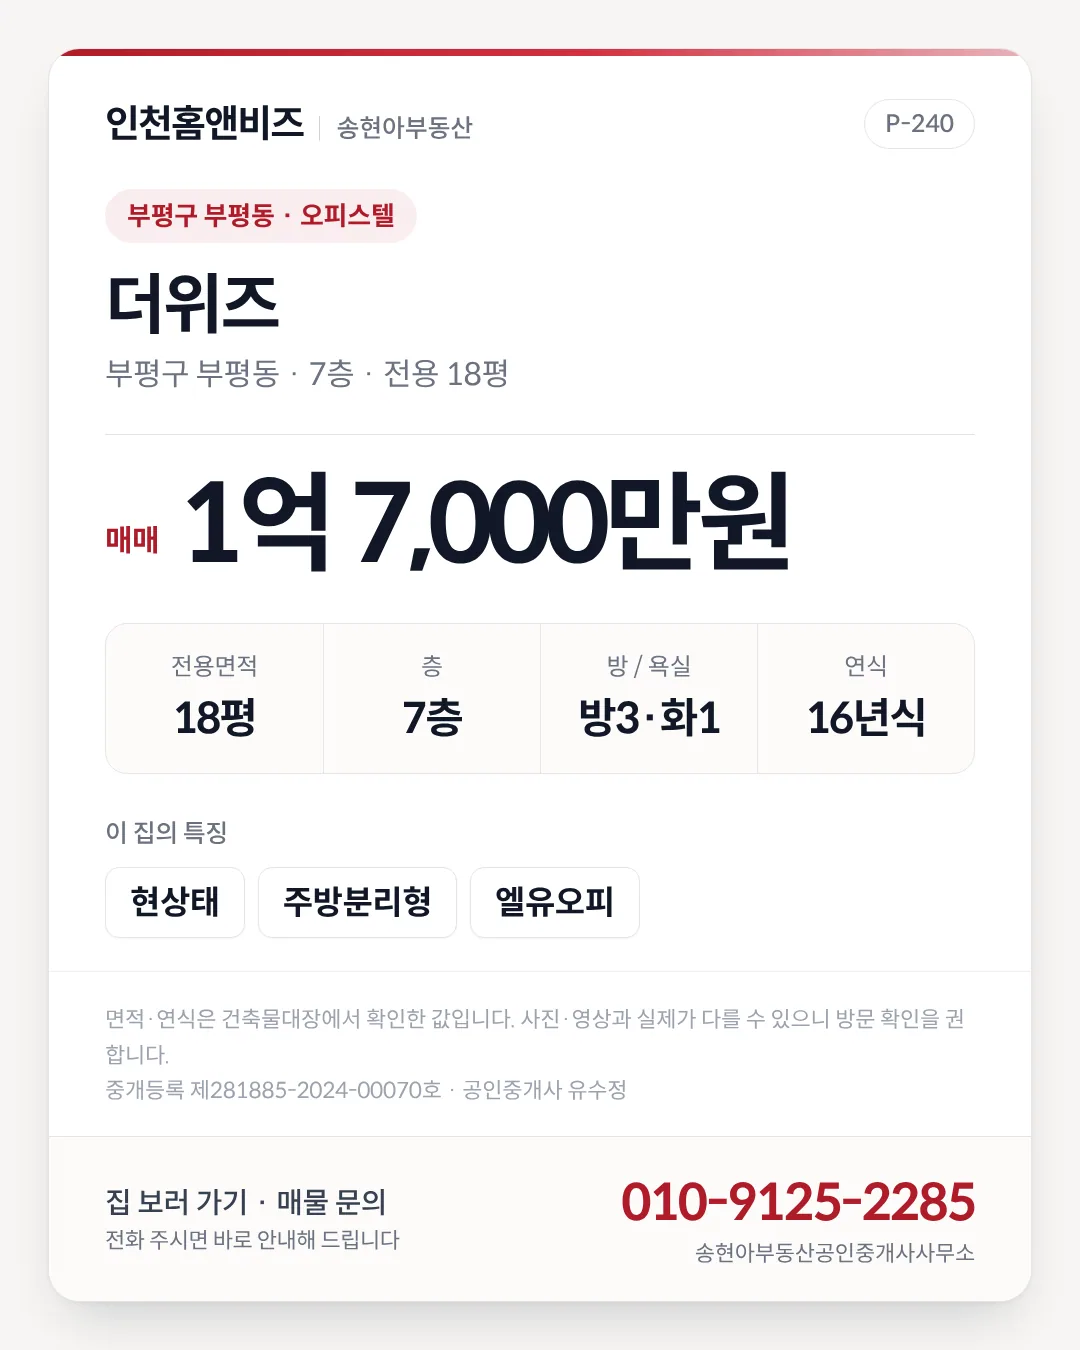 인천홈앤비즈 | 송현아부동산
P-240
부평구 부평동 · 오피스텔
더위즈
부평구 부평동 · 7층 · 전용 18평
매매 1억 7,000만원
전용면적 층 방 / 욕실 연식
18평 7층 방3·화1 16년식
이 집의 특징
현상태 주방분리형 엘유오피
면적·연식은 건축물대장에서 확인한 값입니다. 사진·영상과 실제가 다를 수 있으니 방문 확인을 권
합니다.
중개등록 제281885-2024-00070호 · 공인중개사 유수정
집 보러 가기 · 매물 문의
전화 주시면 바로 안내해 드립니다
010-9125-2285
송현아부동산공인중개사사무소